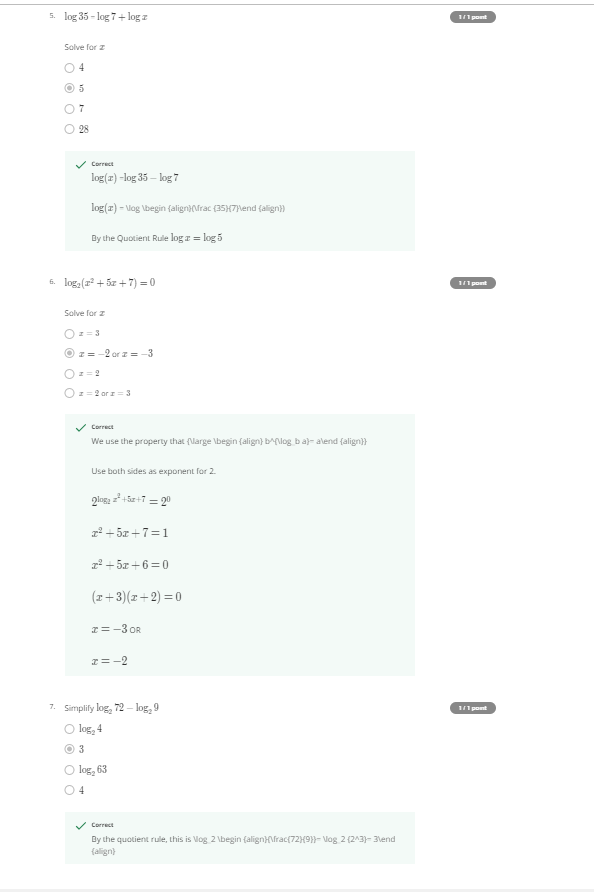 5. log 35 = log 7 + log x
1 / 1 point
Solve for x
4
5
7
28
Correct
log(x) =log 35 − log 7
log(x) = \log \begin {align}(\frac {35}{7}\end {align})
By the Quotient Rule log x = log 5
6. log₂(x² + 5x + 7) = 0
1 / 1 point
Solve for x
x = 3
x = −2 or x = −3
x = 2
x = 2 or x = 3
Correct
We use the property that {\large \begin {align} b^{\log_b a}= a\end {align}}
Use both sides as exponent for 2.
2^{log₂ x²+5x+7} = 2⁰
x² + 5x + 7 = 1
x² + 5x + 6 = 0
(x + 3)(x + 2) = 0
x = −3 OR
x = −2
7. Simplify log₂ 72 − log₂ 9
1 / 1 point
log₂ 4
3
log₂ 63
4
Correct
By the quotient rule, this is \log_2 \begin {align}{\frac{72}{9}}= \log_2 {2^3}= 3\end
{align}